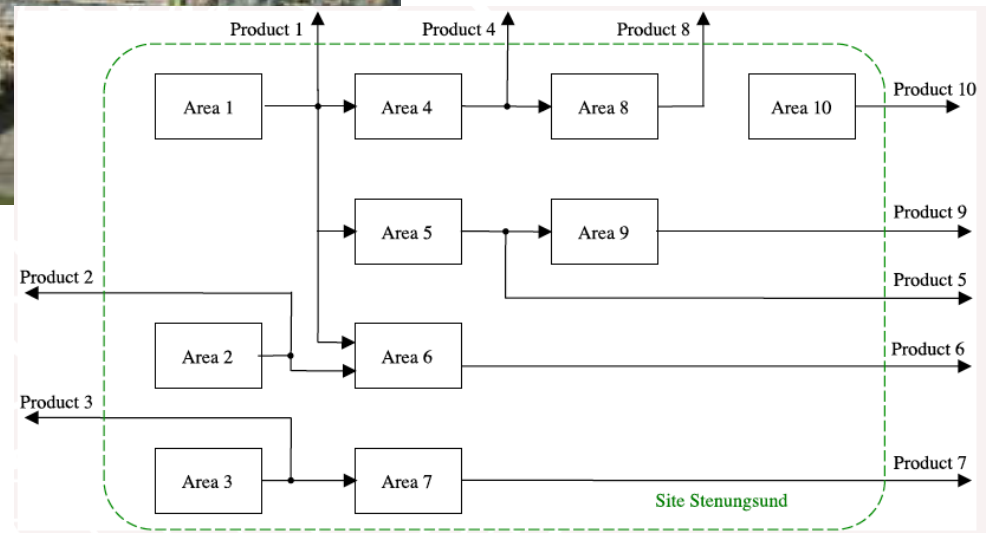 Product 1
Product 4
Product 8
Product 10
Area 1
Area 4
Area 8
Area 10
Product 9
Area 5
Area 9
Product 2
Product 5
Area 2
Area 6
Product 6
Product 3
Area 3
Area 7
Product 7
Site Stenungsund